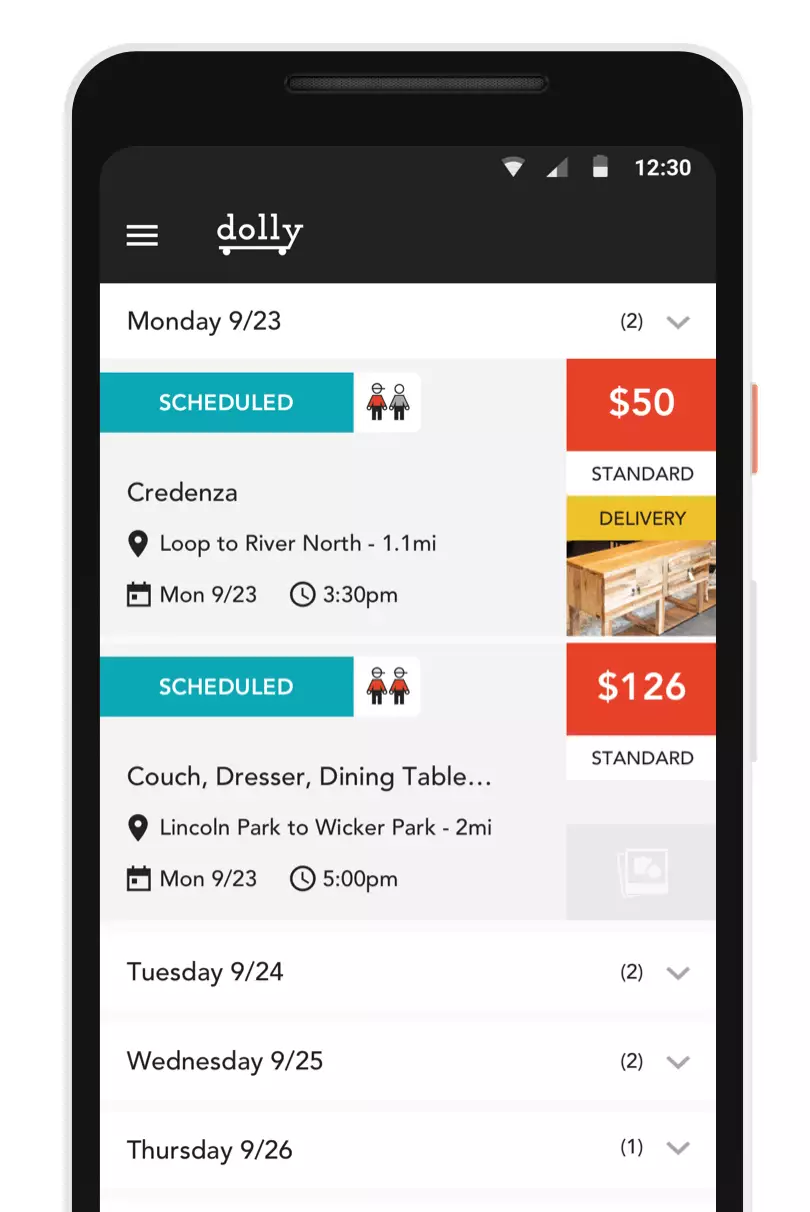 12:30
dolly
Monday 9/23 (2)
SCHEDULED
$50
STANDARD
DELIVERY
Credenza
Loop to River North - 1.1mi
Mon 9/23 3:30pm
SCHEDULED
$126
STANDARD
Couch, Dresser, Dining Table...
Lincoln Park to Wicker Park - 2mi
Mon 9/23 5:00pm
Tuesday 9/24 (2)
Wednesday 9/25 (2)
Thursday 9/26 (1)